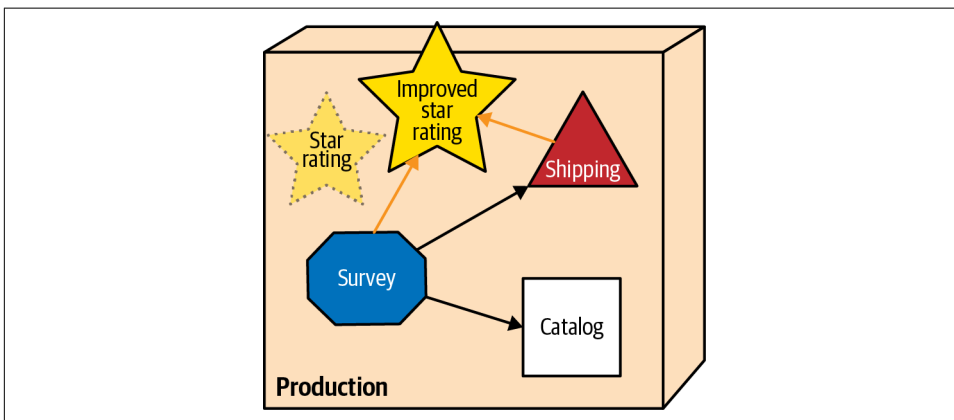 Improved
star
rating
Star
rating
Shipping
Survey
Catalog
Production